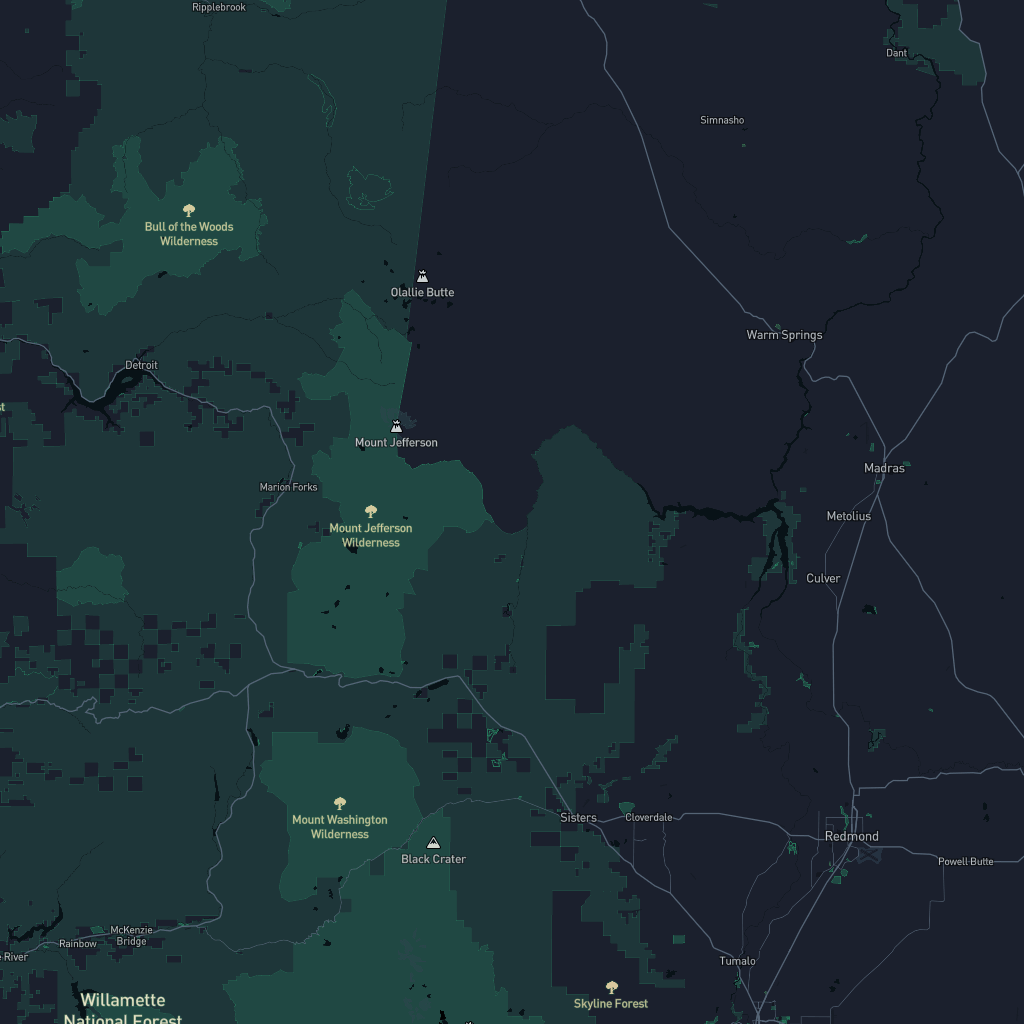 Ripplebrook
Dant
Simnasho
Bull of the Woods
Wilderness
Olallie Butte
Warm Springs
Detroit
Mount Jefferson
Madras
Marion Forks
Metolius
Mount Jefferson
Wilderness
Culver
Mount Washington
Wilderness
Sisters
Cloverdale
Redmond
Black Crater
Powell Butte
McKenzie
Bridge
Rainbow
e River
Tumalo
Willamette
National Forest
Skyline Forest